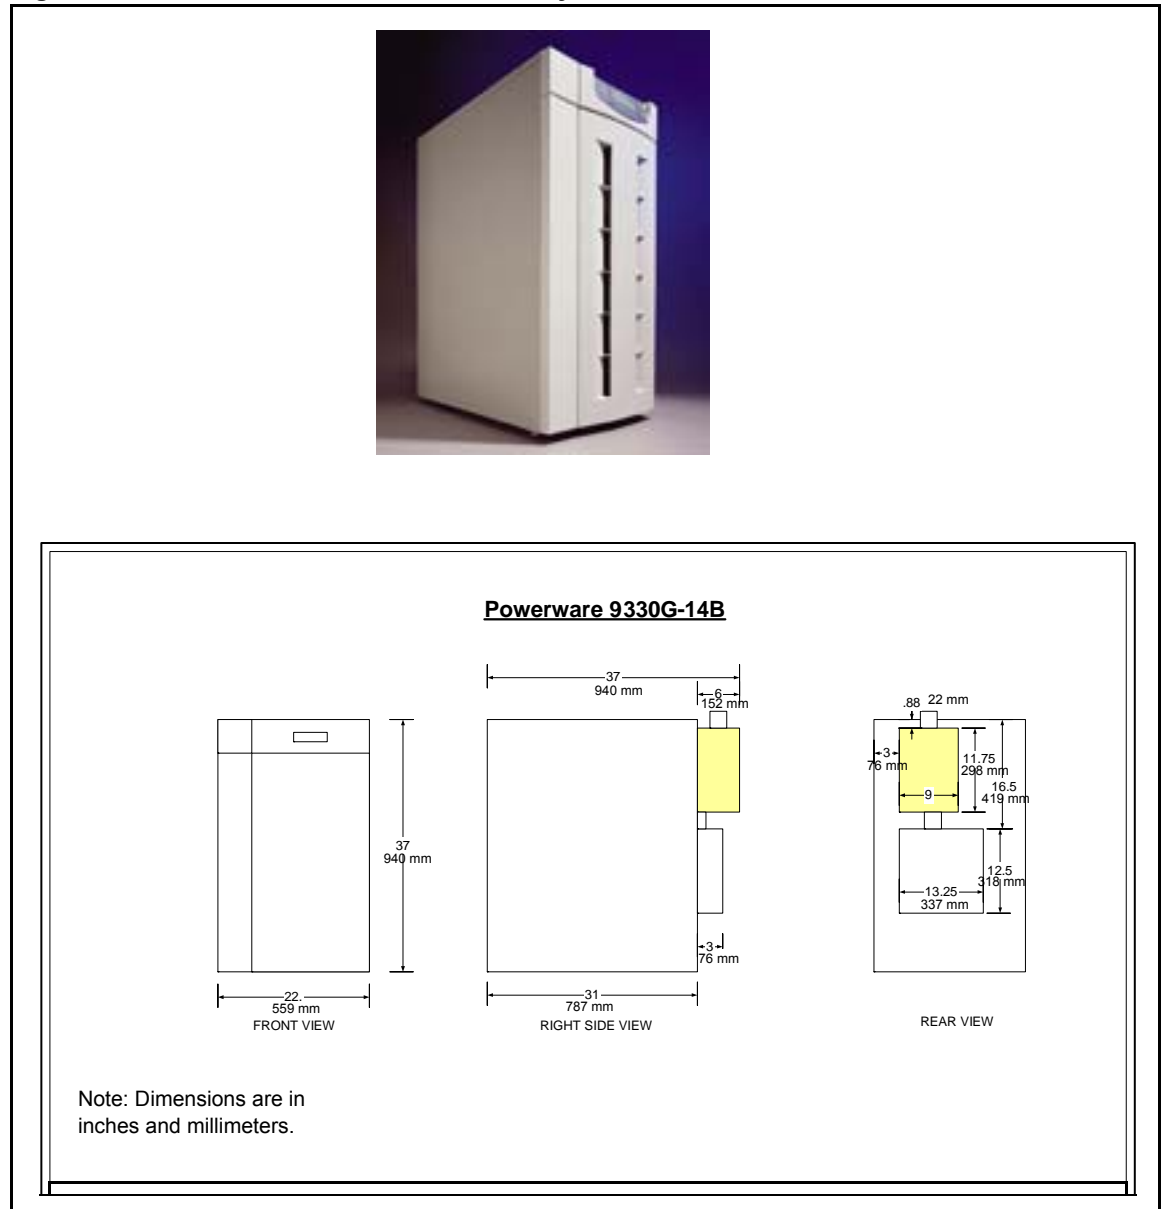 Powerware 9330G-14B
37
940 mm
6
152 mm
.88 22 mm
3
76 mm
11.75
298 mm
16.5
419 mm
9
37
940 mm
12.5
318 mm
13.25
337 mm
3
76 mm
22.
559 mm
FRONT VIEW
31
787 mm
RIGHT SIDE VIEW
REAR VIEW
Note: Dimensions are in
inches and millimeters.